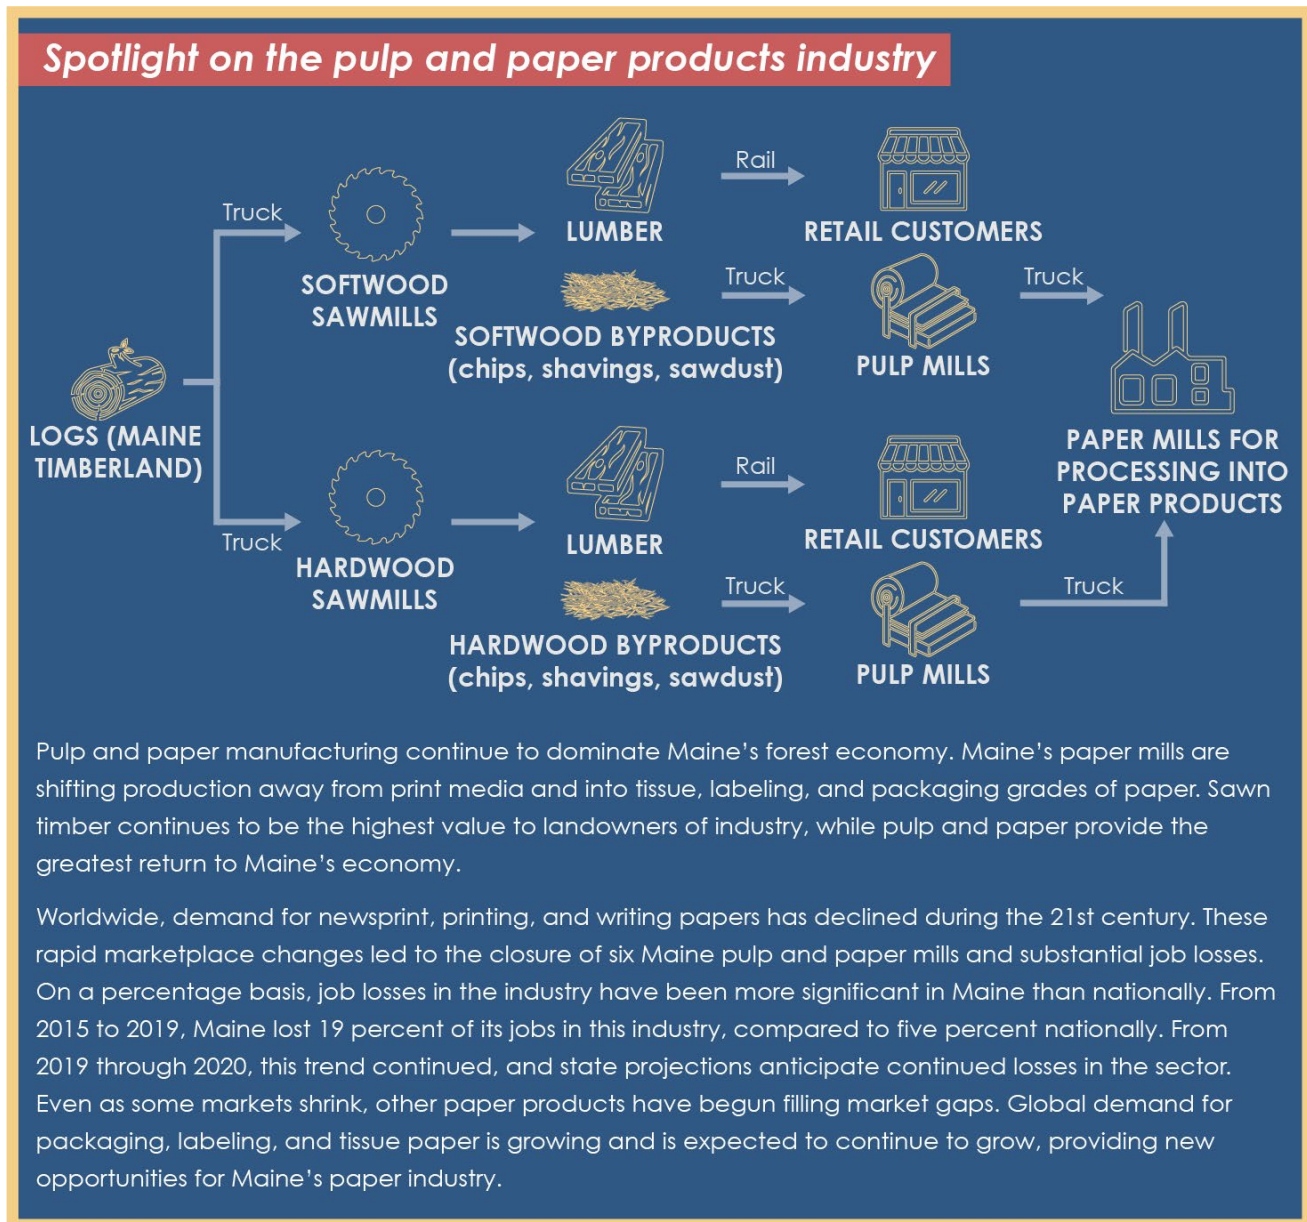 Spotlight on the pulp and paper products industry
Rail
Truck
LUMBER
RETAIL CUSTOMERS
SOFTWOOD
SAWMILLS
Truck
Truck
SOFTWOOD BYPRODUCTS
(chips, shavings, sawdust)
PULP MILLS
LOGS (MAINE
TIMBERLAND)
PAPER MILLS FOR
PROCESSING INTO
PAPER PRODUCTS
Rail
Truck
LUMBER
RETAIL CUSTOMERS
HARDWOOD
SAWMILLS
Truck
Truck
HARDWOOD BYPRODUCTS
(chips, shavings, sawdust)
PULP MILLS
Pulp and paper manufacturing continue to dominate Maine’s forest economy. Maine’s paper mills are
shifting production away from print media and into tissue, labeling, and packaging grades of paper. Sawn
timber continues to be the highest value to landowners of industry, while pulp and paper provide the
greatest return to Maine’s economy.
Worldwide, demand for newsprint, printing, and writing papers has declined during the 21st century. These
rapid marketplace changes led to the closure of six Maine pulp and paper mills and substantial job losses.
On a percentage basis, job losses in the industry have been more significant in Maine than nationally. From
2015 to 2019, Maine lost 19 percent of its jobs in this industry, compared to five percent nationally. From
2019 through 2020, this trend continued, and state projections anticipate continued losses in the sector.
Even as some markets shrink, other paper products have begun filling market gaps. Global demand for
packaging, labeling, and tissue paper is growing and is expected to continue to grow, providing new
opportunities for Maine’s paper industry.